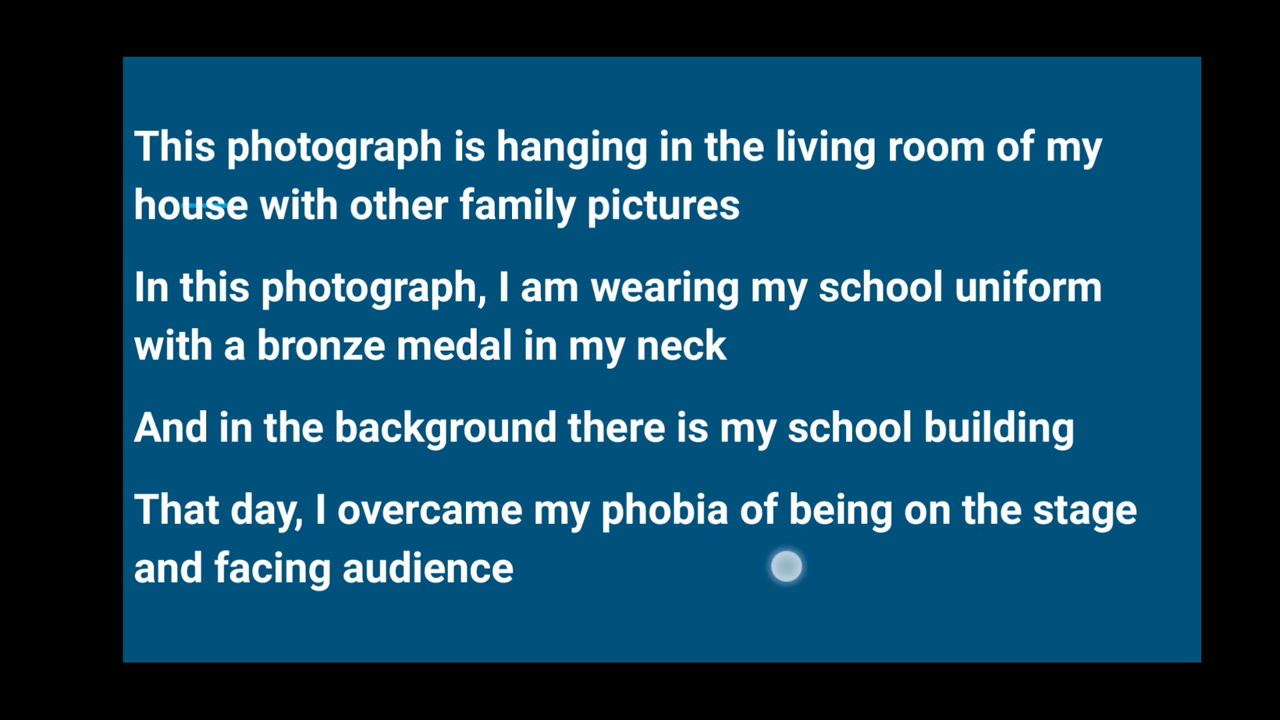 This photograph is hanging in the living room of my
house with other family pictures
In this photograph, I am wearing my school uniform
with a bronze medal in my neck
And in the background there is my school building
That day, I overcame my phobia of being on the stage
and facing audience